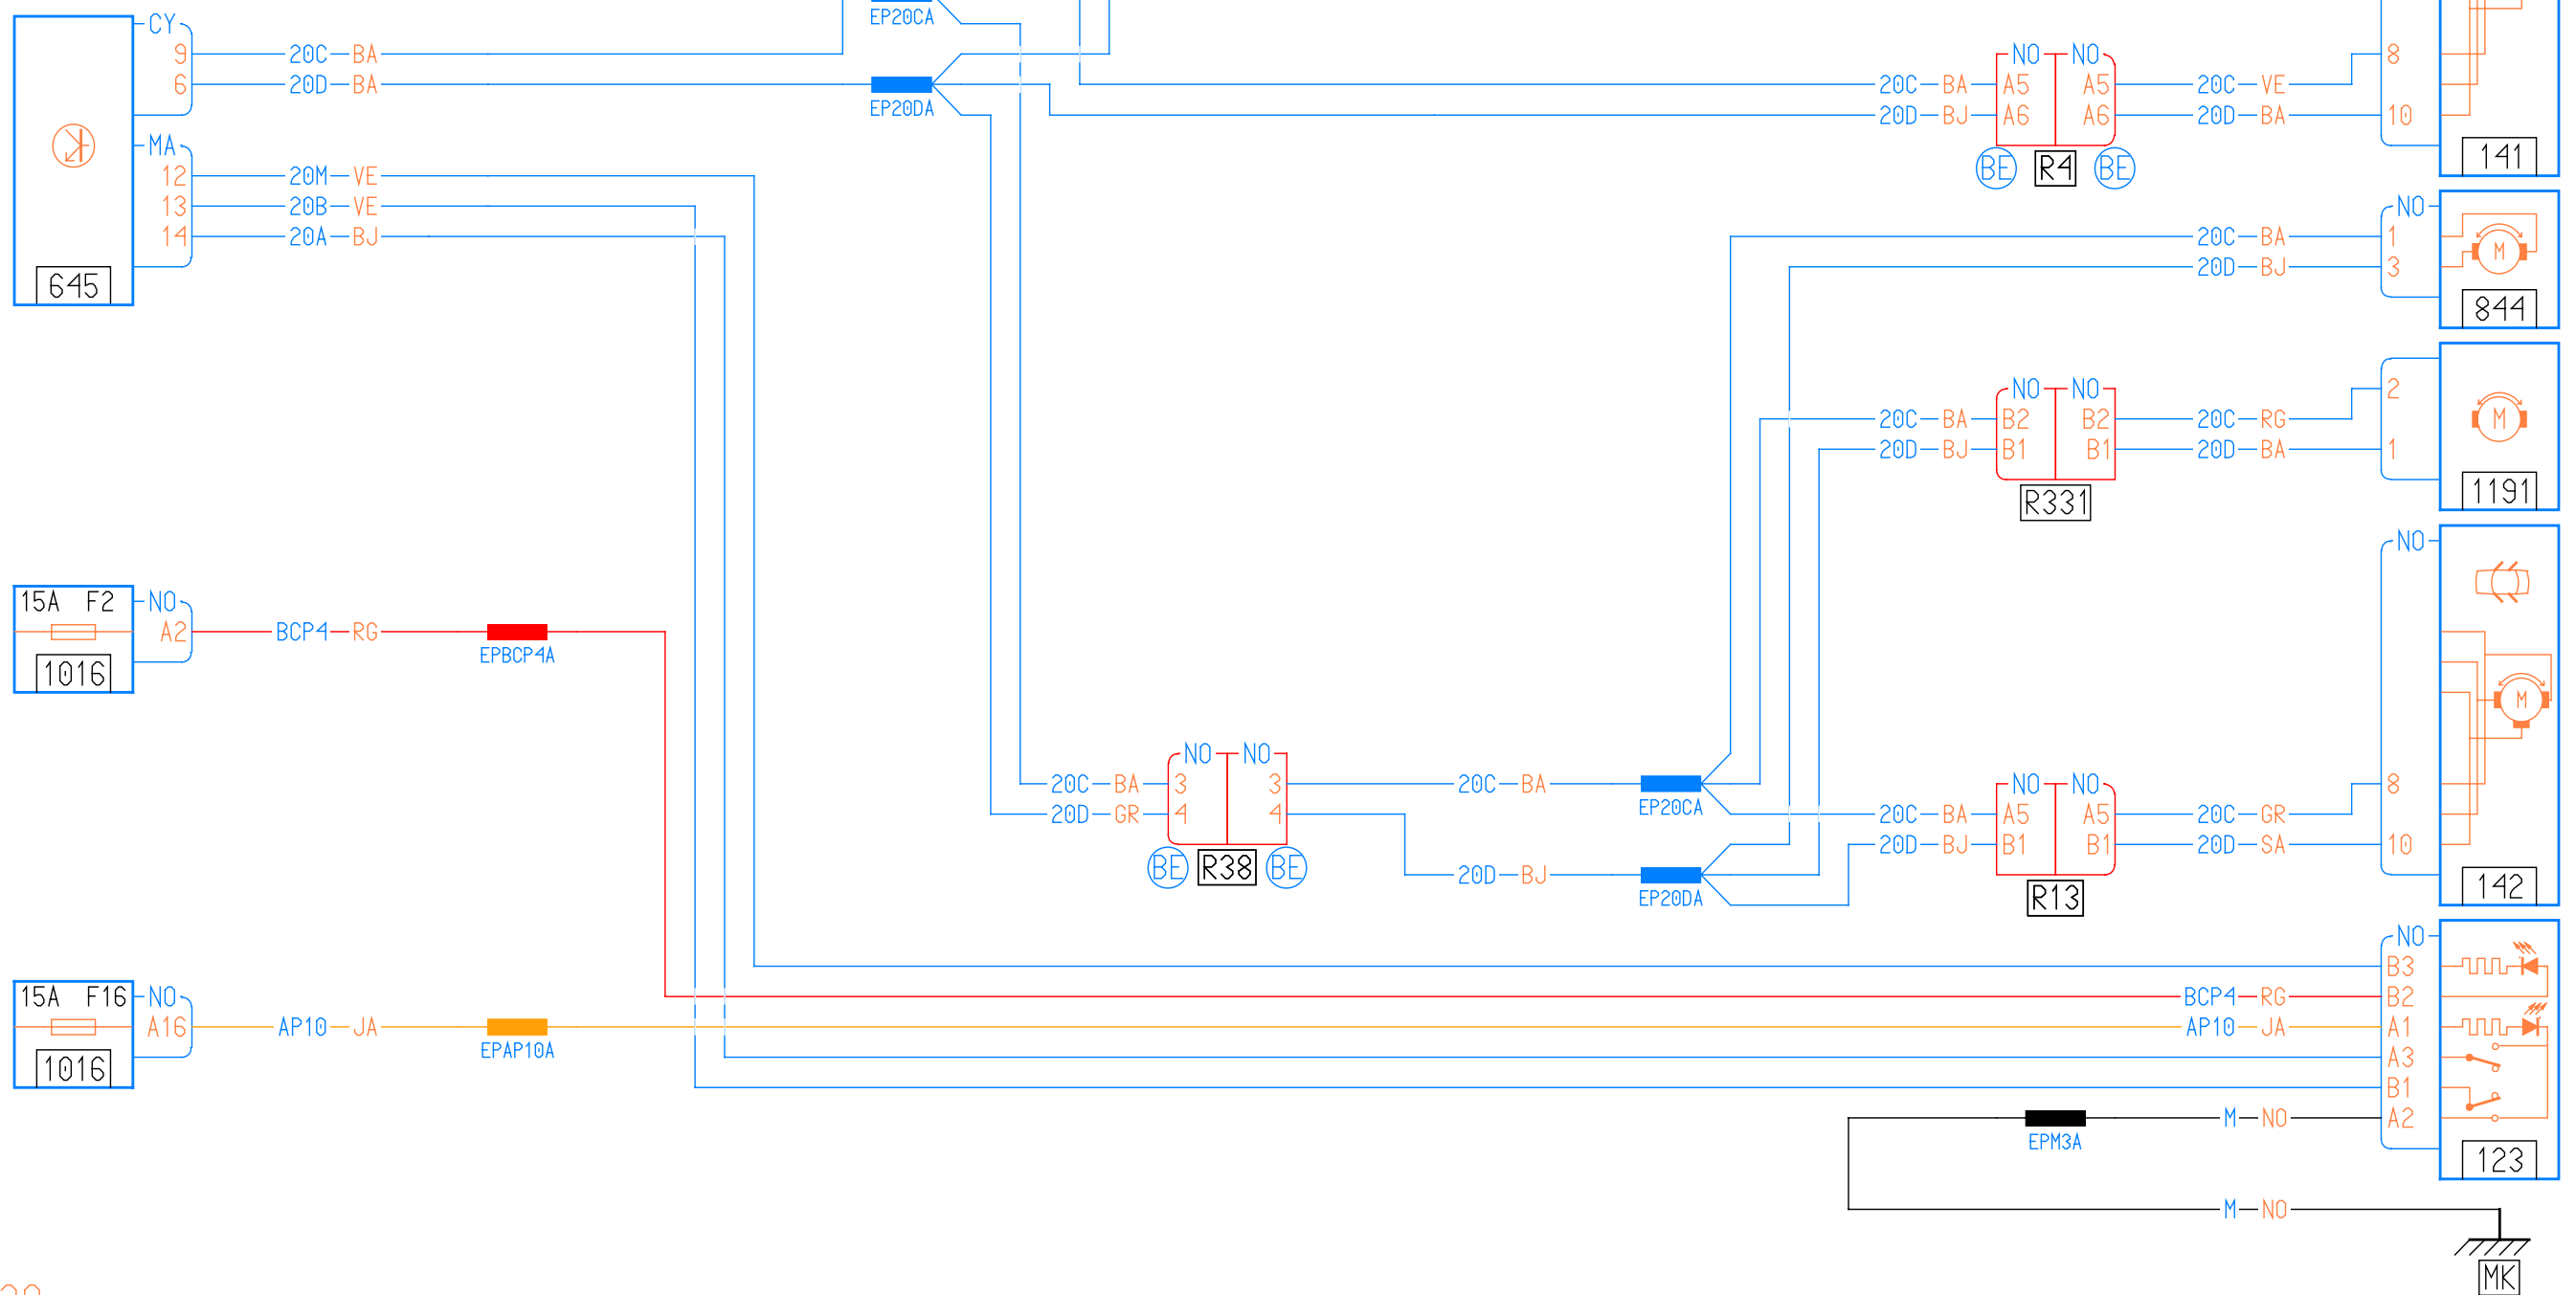 EP20CA
CY
9 20C BA
6 20D BA
EP20DA
NO NO
20C BA A5 A5 20C VE 8
20D BJ A6 A6 20D BA 10
BE R4 BE
141
MA
12 20M VE
13 20B VE
14 20A BJ
645
NO
20C BA 1
20D BJ 3
M
844
NO NO
2
20C BA B2 B2 20C RG
20D BJ B1 B1 20D BA 1
M
R331
1191
15A F2 NO
A2 BCP4 RG
EPBCP4A
1016
NO
M
NO NO
20C BA 3 3 20C BA
20D GR 4 4
EP20CA
BE R38 BE
20D BJ
EP20DA
NO NO
8
20C BA A5 A5 20C GR
20D BJ B1 B1 20D SA 10
R13
142
15A F16 NO
A16 AP10 JA
EPAP10A
1016
NO
B3
BCP4 RG B2
AP10 JA A1
A3
B1
M NO A2
EPM3A
123
M NO
MK